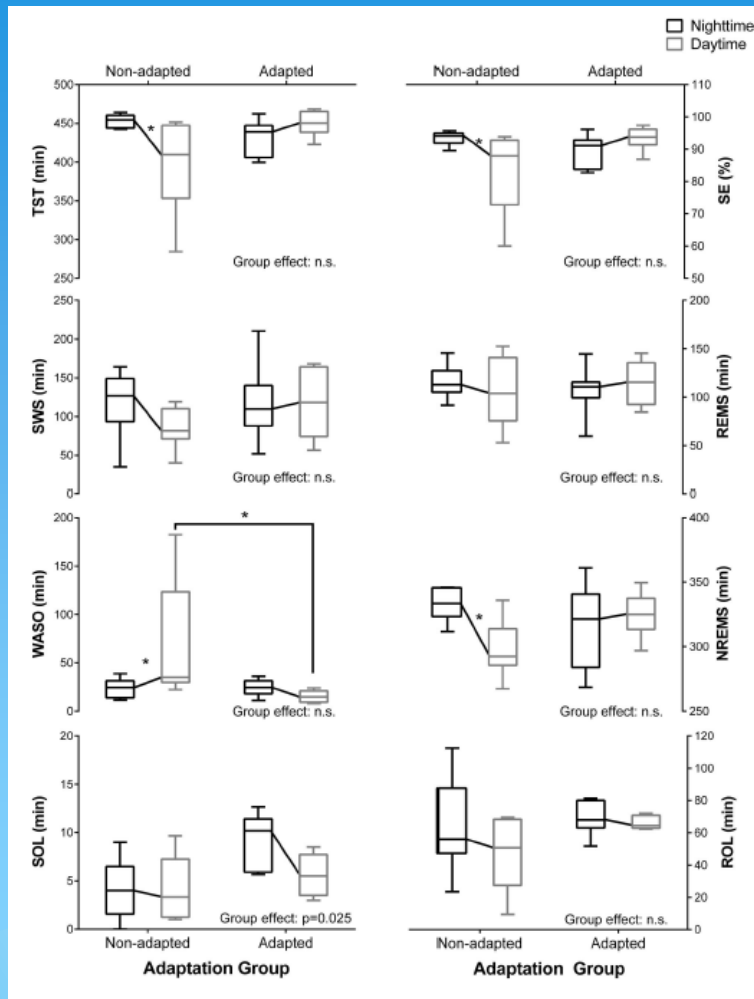 Nighttime
Daytime
Non-adapted Adapted Non-adapted Adapted
500 110
450 100
400 90
350 80
300 70
60
250 50
TST (min)
SE (%)
*
*
Group effect: n.s. Group effect: n.s.
250 200
200 150
150 100
100 50
50
0 0
SWS (min)
REMS (min)
Group effect: n.s. Group effect: n.s.
200 400
150 350
100 300
50
0 250
WASO (min)
NREMS (min)
*
*
*
Group effect: n.s. Group effect: n.s.
20 120
15 100
10 80
5 60
40
20
0 0
SOL (min)
ROL (min)
Group effect: p=0.025 Group effect: n.s.
Non-adapted Adapted Non-adapted Adapted
Adaptation Group Adaptation Group